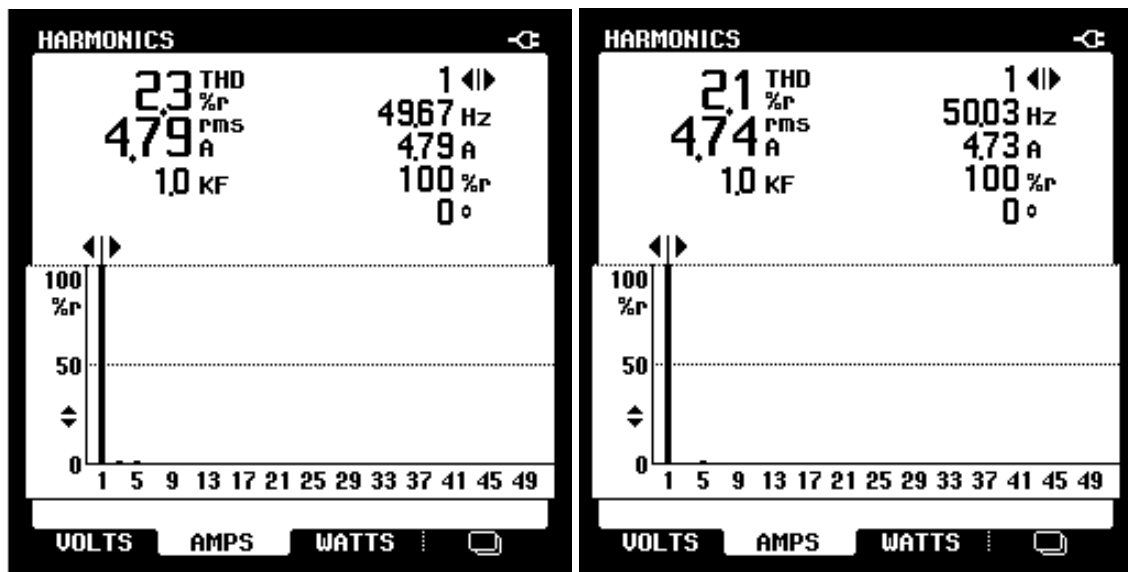 HARMONICS
2.3 THD %r
1
49.67 Hz
4.79 rms A
4.79 A
1.0 KF
100 %r
0 °
100
%r
50
0
1 5 9 13 17 21 25 29 33 37 41 45 49
VOLTS AMPS WATTS
HARMONICS
2.1 THD %r
1
50.03 Hz
4.74 rms A
4.73 A
1.0 KF
100 %r
0 °
100
%r
50
0
1 5 9 13 17 21 25 29 33 37 41 45 49
VOLTS AMPS WATTS